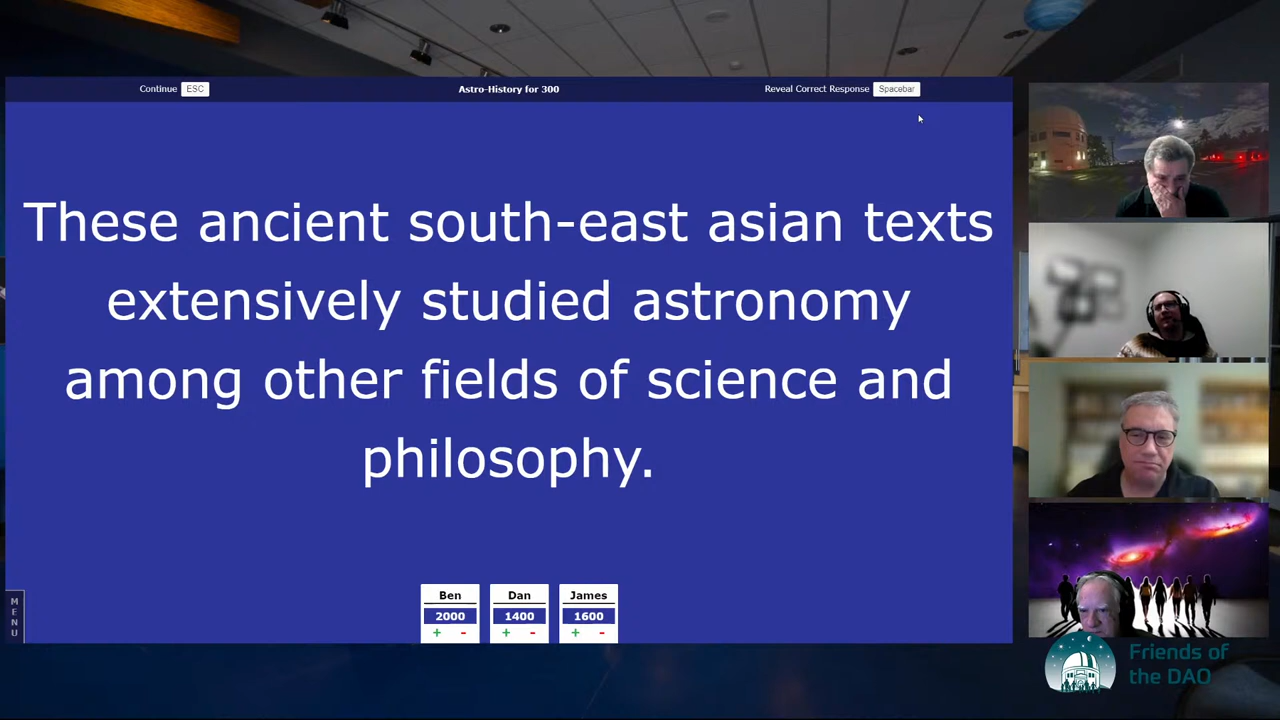 Continue ESC
Astro-History for 300
Reveal Correct Response Spacebar
These ancient south-east asian texts
extensively studied astronomy
among other fields of science and
philosophy.
MENU
Ben
2000
+ -
Dan
1400
+ -
James
1600
+ -
Friends of
the DAO